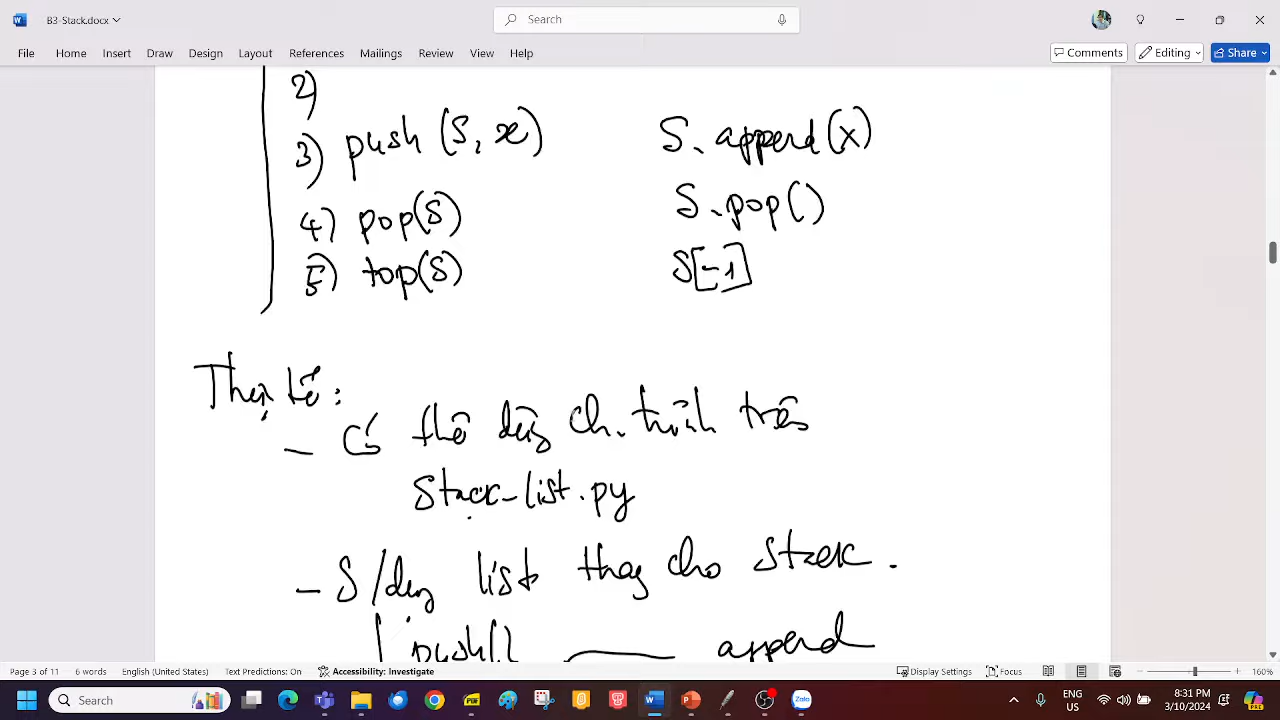 B3-Stack.docx
Search
File Home Insert Draw Design Layout References Mailings Review View Help
Comments Editing Share
2)
3) push (S, x) S.append(x)
4) pop(S) S.pop()
5) top(S) S[-1]
Thực tế:
- Có thể dùng ch.trình trên
Stack-list.py
- S/dụng list thay cho stack.
push() append
Page 3 of 11 6 words English (United States) Text Predictions: On Accessibility: Investigate Display Settings Focus 160%
Search
ENG
US
8:31 PM
3/10/2024